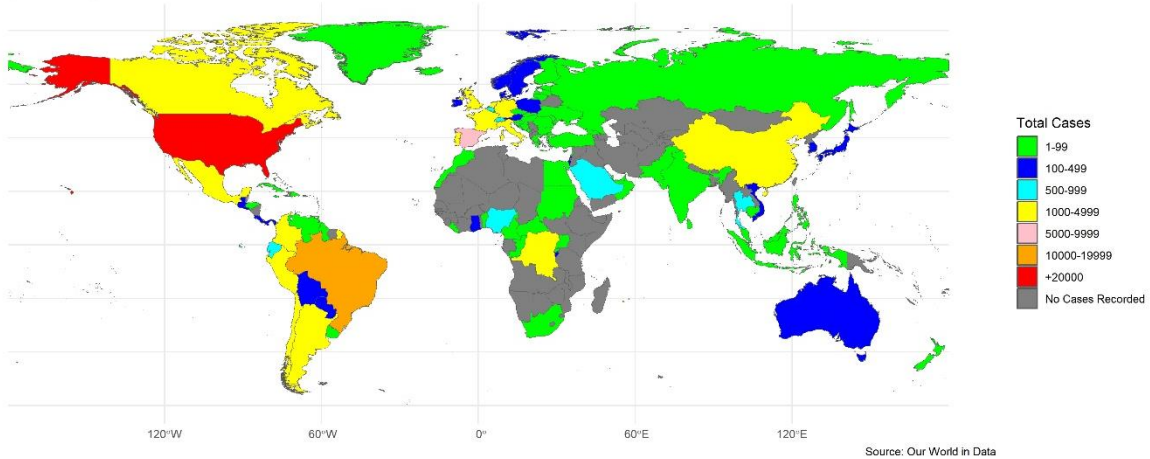 Total Cases
1-99
100-499
500-999
1000-4999
5000-9999
10000-19999
+20000
No Cases Recorded
120°W 60°W 0° 60°E 120°E
Source: Our World in Data